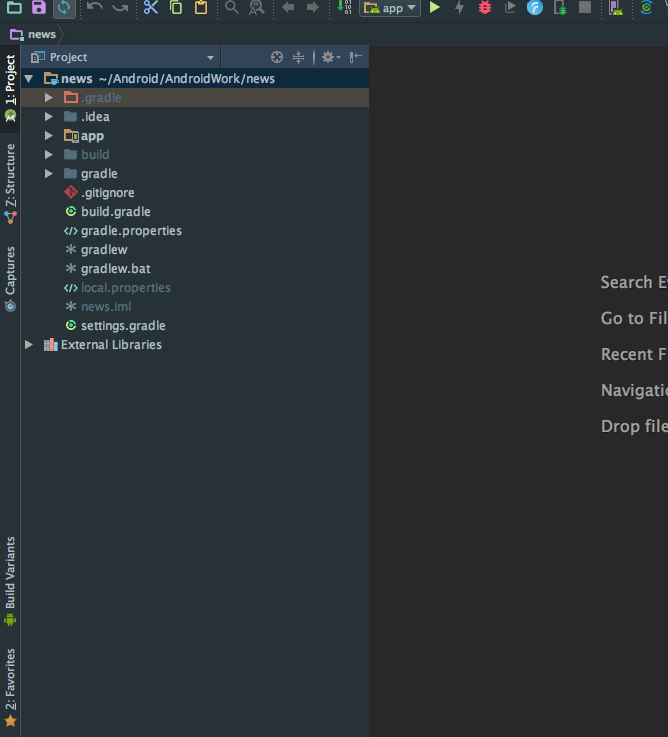 app
news
Project
news ~/Android/AndroidWork/news
.gradle
.idea
app
build
gradle
.gitignore
build.gradle
gradle.properties
gradlew
gradlew.bat
local.properties
news.iml
settings.gradle
External Libraries
1: Project
7: Structure
Captures
Build Variants
2: Favorites
Search E
Go to Fil
Recent F
Navigati
Drop file